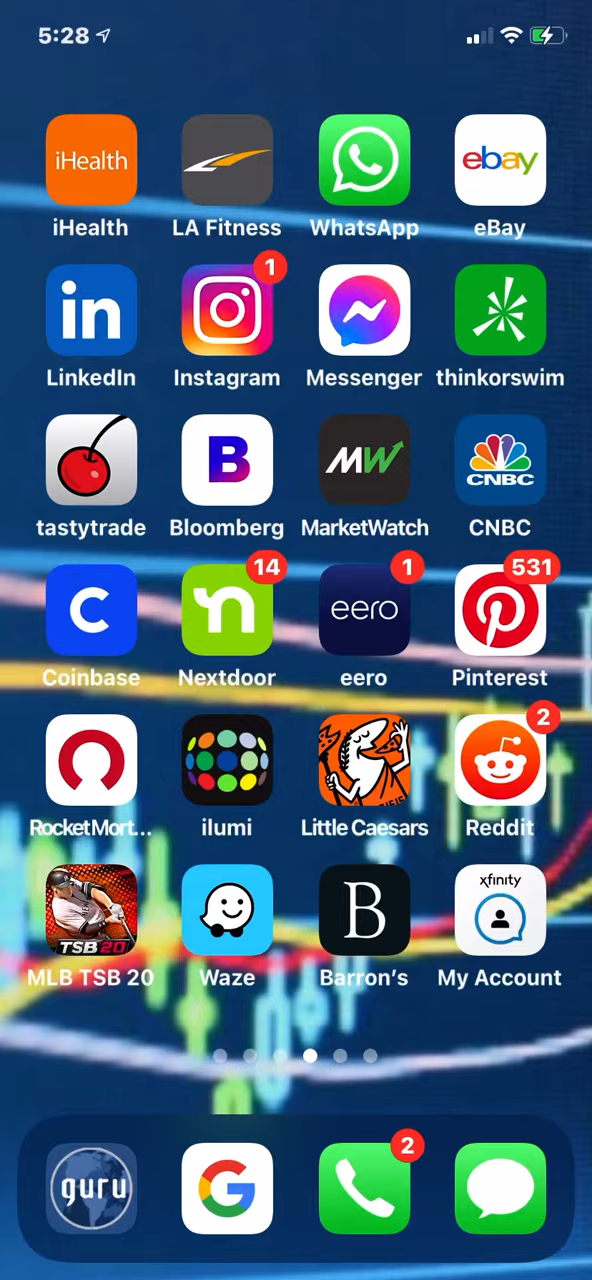 5:28
iHealth
iHealth LA Fitness WhatsApp eBay
ebay
1
in
LinkedIn Instagram Messenger thinkorswim
B MW CNBC
tastytrade Bloomberg MarketWatch CNBC
14 1 531
C n eero
Coinbase Nextdoor eero Pinterest
2
RocketMort... ilumi Little Caesars Reddit
TSB 20 B xfinity
MLB TSB 20 Waze Barron's My Account
2
guru G